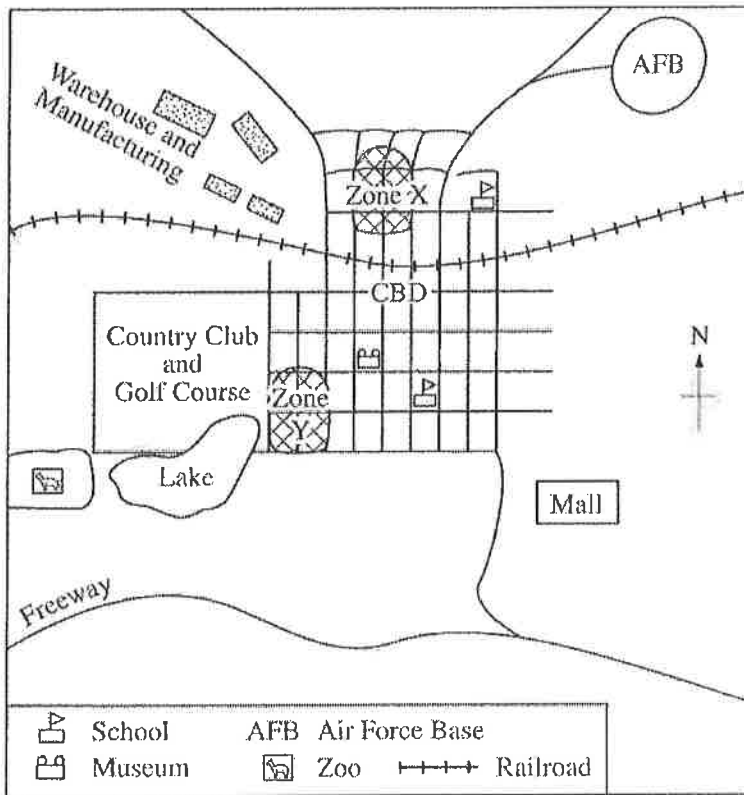 Warehouse and
Manufacturing
AFB
Zone X
CBD
Country Club
and
Golf Course
Zone
Y
N
Lake
Mall
Freeway
School
AFB Air Force Base
Museum
Zoo
Railroad